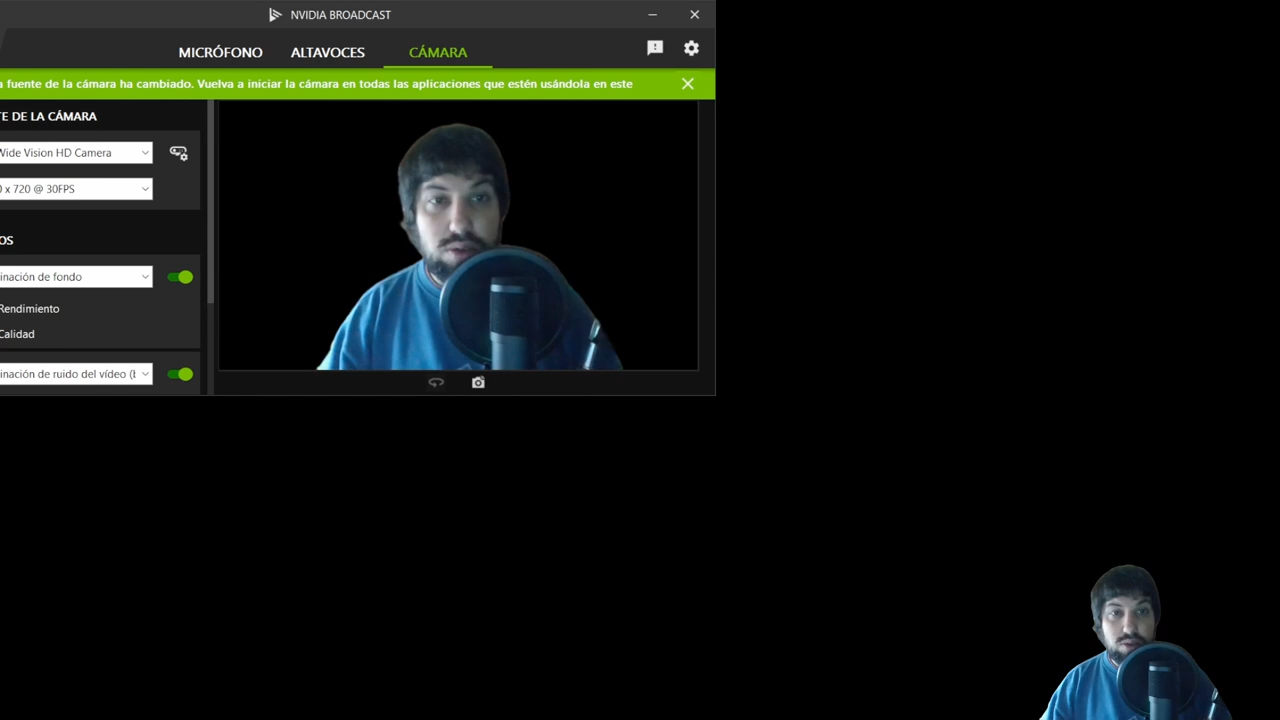 NVIDIA BROADCAST
MICRÓFONO
ALTAVOCES
CÁMARA
fuente de la cámara ha cambiado. Vuelva a iniciar la cámara en todas las aplicaciones que estén usándola en este
TE DE LA CÁMARA
Wide Vision HD Camera
0 x 720 @ 30FPS
OS
inación de fondo
Rendimiento
Calidad
inación de ruido del vídeo (b